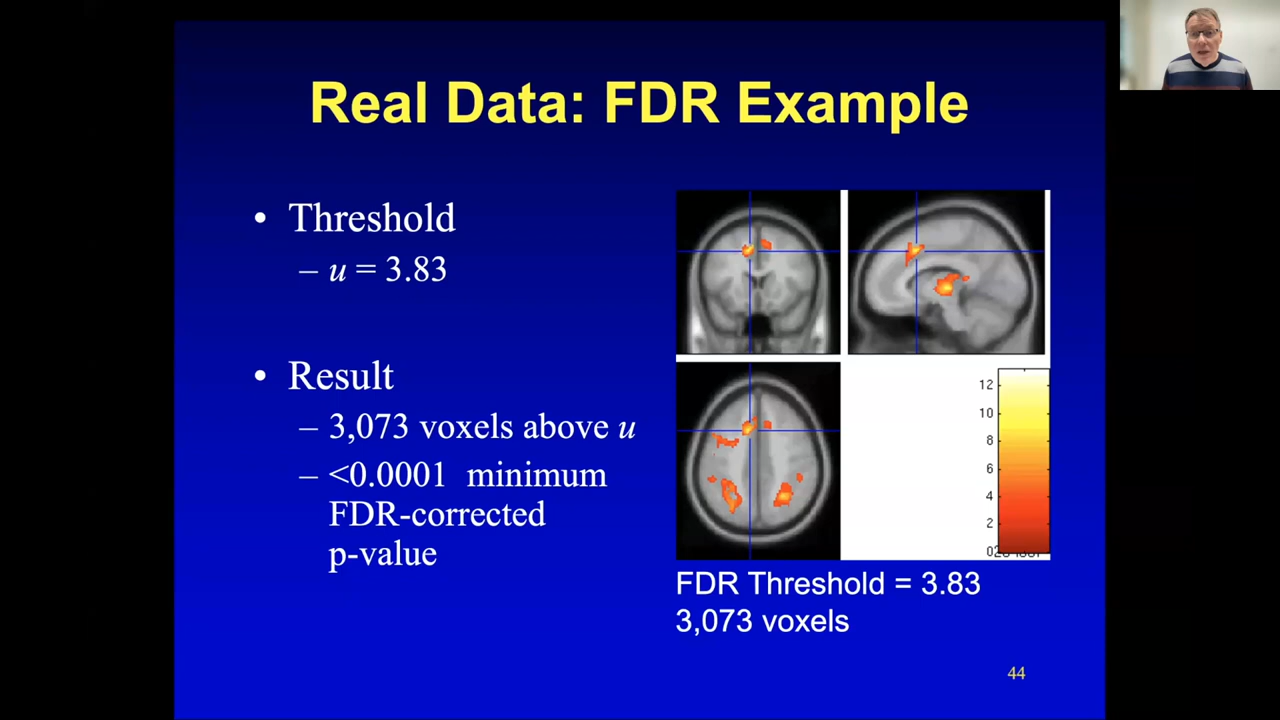 Real Data: FDR Example
• Threshold
– u = 3.83
• Result
– 3,073 voxels above u
– <0.0001 minimum
FDR-corrected
p-value
12
10
8
6
4
2
0
FDR Threshold = 3.83
3,073 voxels
44